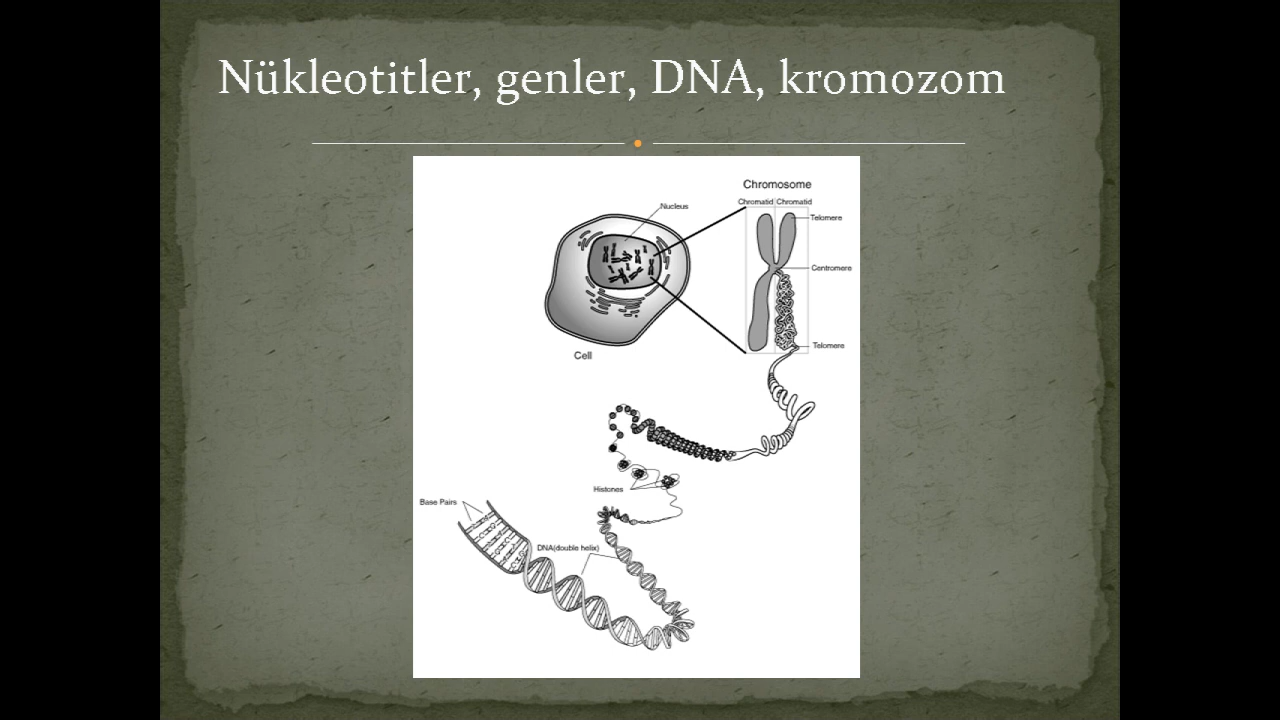 Nükleotitler, genler, DNA, kromozom
Chromosome
Chromatid Chromatid
Nucleus
Telomere
Centromere
Telomere
Cell
Histones
Base Pairs
DNA(double helix)